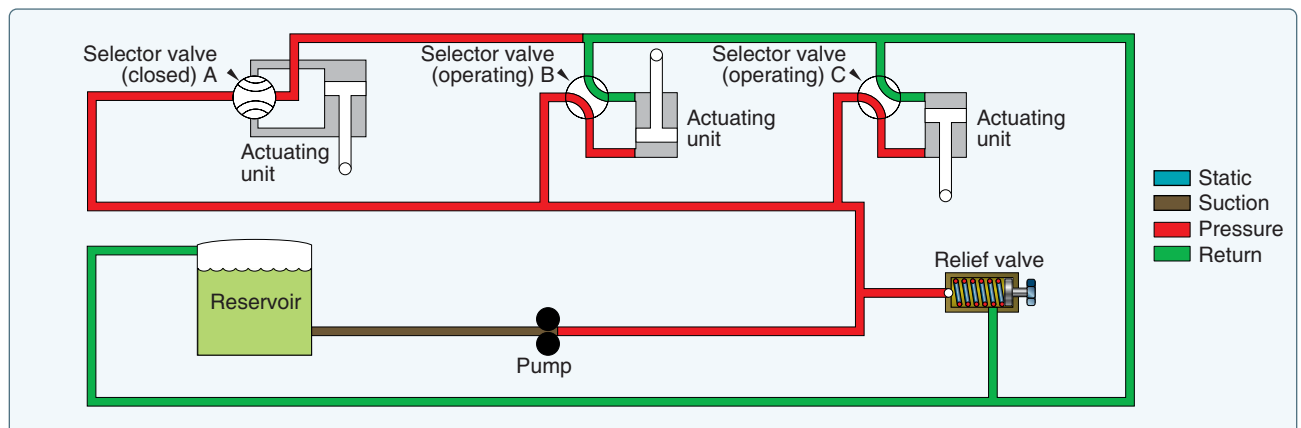 Selector valve
(closed) A
Actuating
unit
Selector valve
(operating) B
Actuating
unit
Selector valve
(operating) C
Actuating
unit
Static
Suction
Pressure
Return
Reservoir
Pump
Relief valve